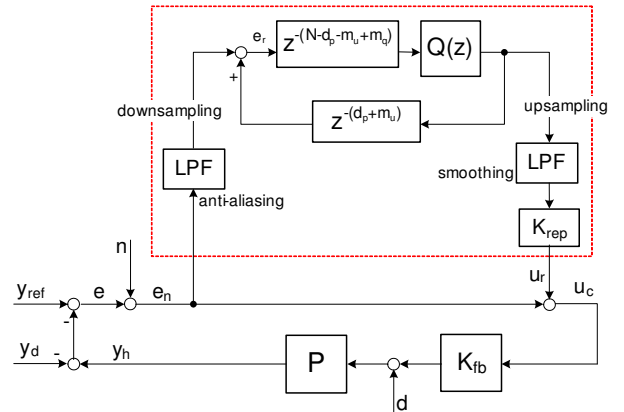 e_r
z^-(N-d_p-m_u+m_q)
Q(z)
+
downsampling
z^-(d_p+m_u)
upsampling
LPF
smoothing
LPF
anti-aliasing
K_rep
n
u_r
y_ref
e
e_n
u_c
-
y_d
-
y_h
P
K_fb
d